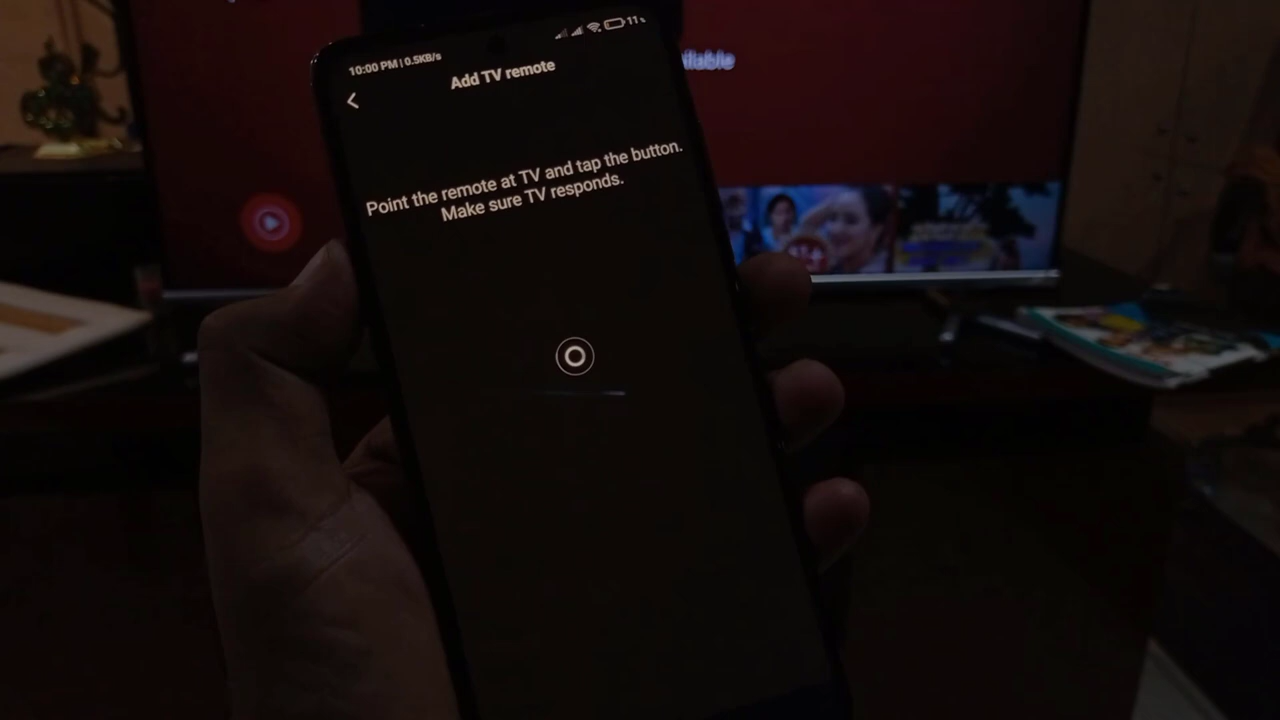 10:00 PM | 0.5KB/s
11%
Add TV remote
Point the remote at TV and tap the button.
Make sure TV responds.